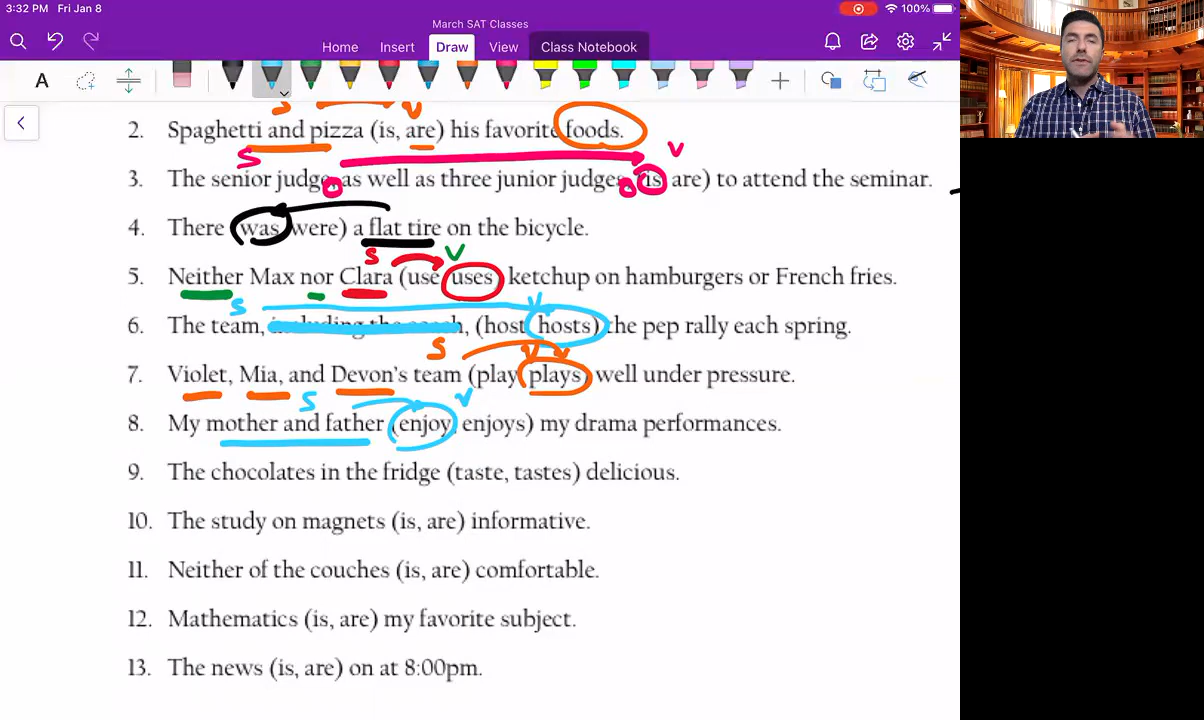 3:32 PM Fri Jan 8
100%
March SAT Classes
Home Insert Draw View Class Notebook
A
S V
2. Spaghetti and pizza (is, are) his favorite foods.
S V
3. The senior judge, as well as three junior judges, (is, are) to attend the seminar.
4. There (was, were) a flat tire on the bicycle.
S V
5. Neither Max nor Clara (use, uses) ketchup on hamburgers or French fries.
S V
6. The team, including the coach, (host, hosts) the pep rally each spring.
S V
7. Violet, Mia, and Devon's team (play, plays) well under pressure.
S V
8. My mother and father (enjoy, enjoys) my drama performances.
9. The chocolates in the fridge (taste, tastes) delicious.
10. The study on magnets (is, are) informative.
11. Neither of the couches (is, are) comfortable.
12. Mathematics (is, are) my favorite subject.
13. The news (is, are) on at 8:00pm.